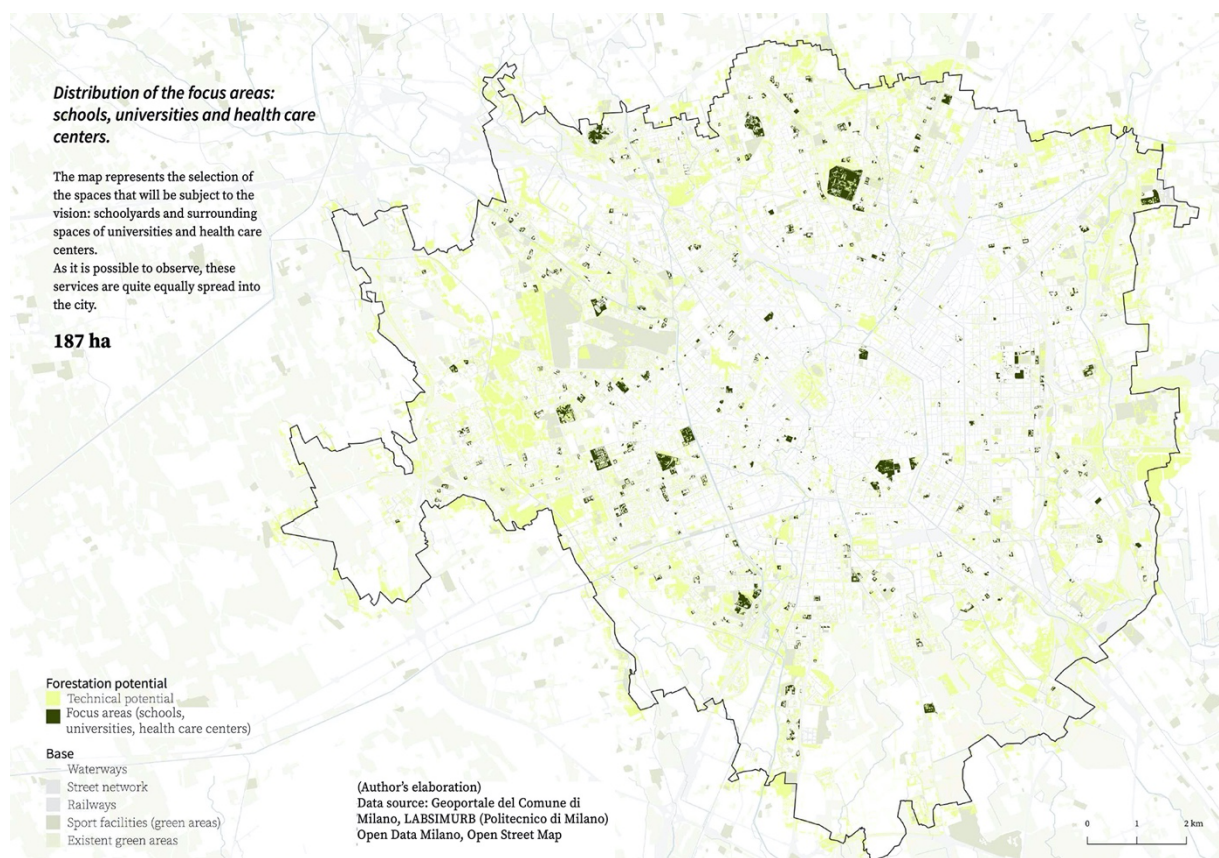 Distribution of the focus areas:
schools, universities and health care
centers.
The map represents the selection of
the spaces that will be subject to the
vision: schoolyards and surrounding
spaces of universities and health care
centers.
As it is possible to observe, these
services are quite equally spread into
the city.
187 ha
Forestation potential
Technical potential
Focus areas (schools,
universities, health care centers)
Base
Waterways
Street network
Railways
Sport facilities (green areas)
Existent green areas
(Author's elaboration)
Data source: Geoportale del Comune di
Milano, LABSIMURB (Politecnico di Milano)
Open Data Milano, Open Street Map
0 1 2 km